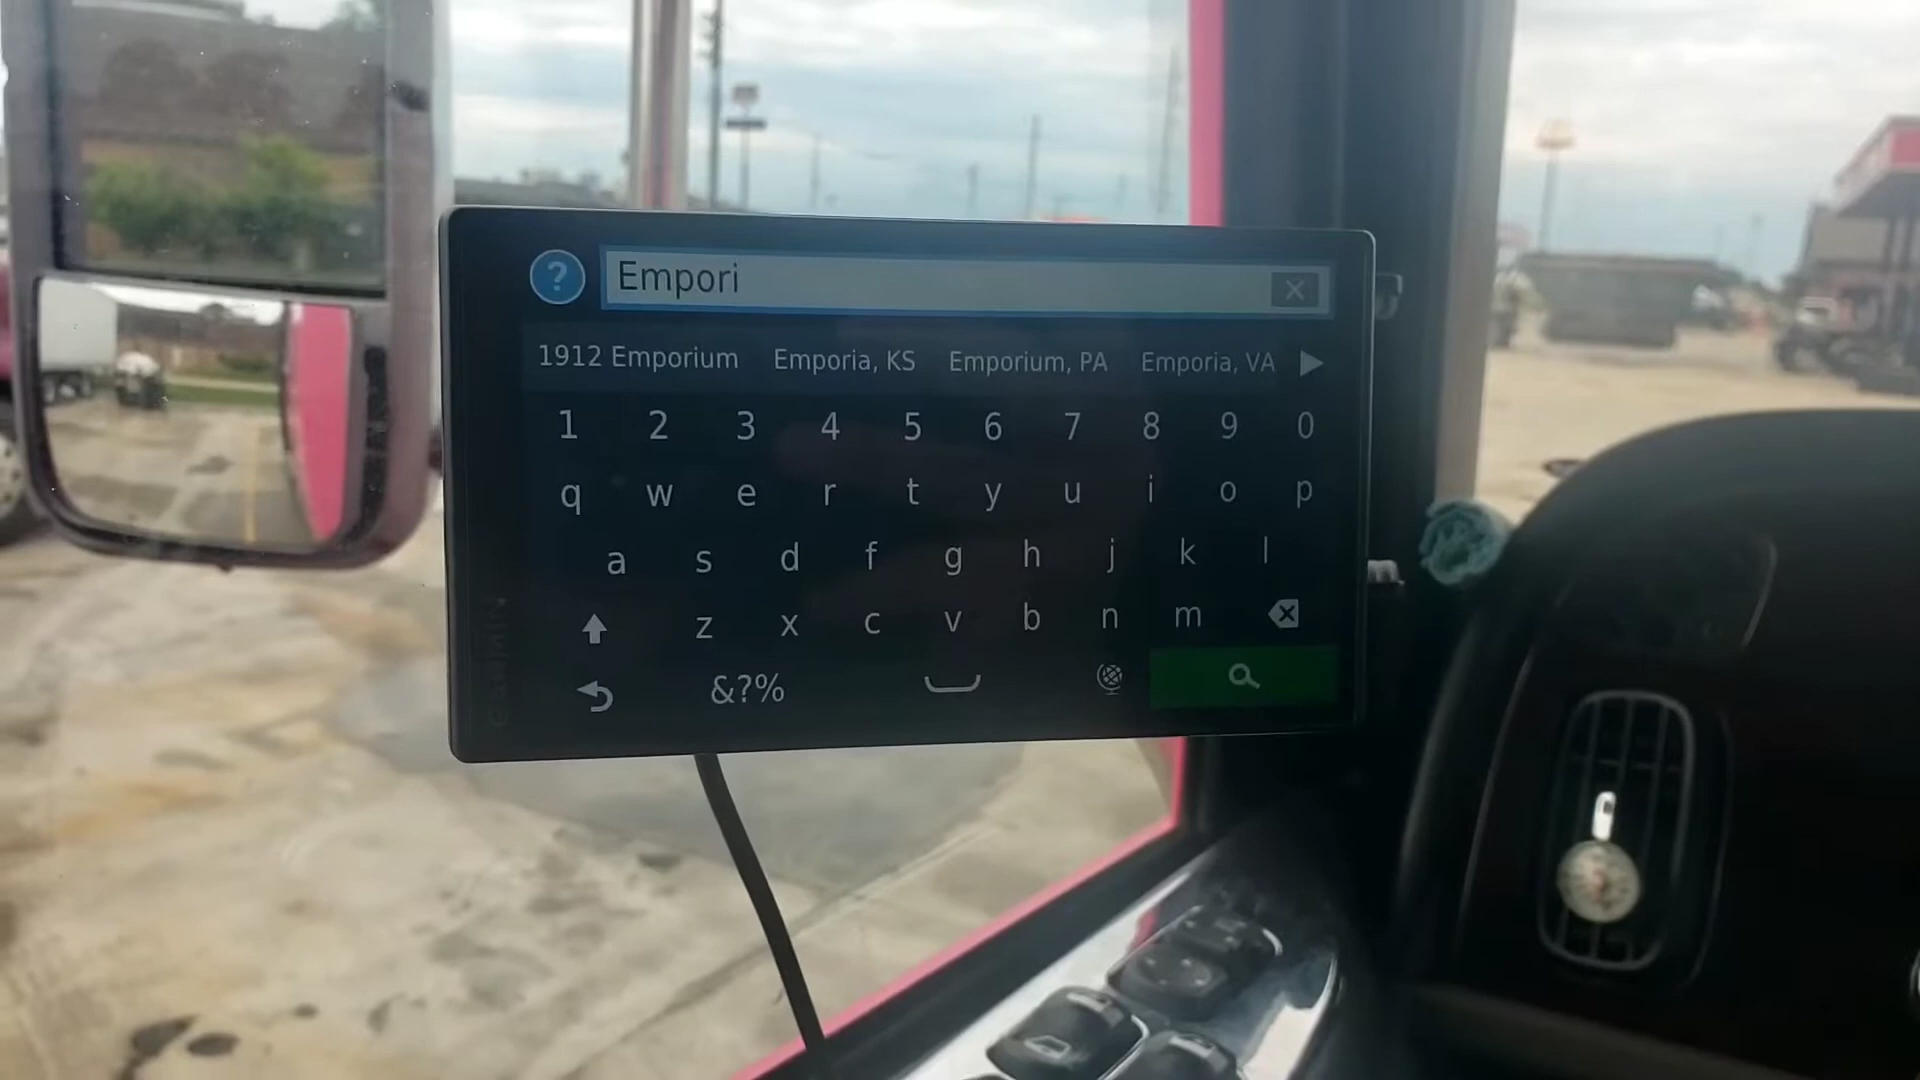 ? Empori
1912 Emporium Emporia, KS Emporium, PA Emporia, VA
1 2 3 4 5 6 7 8 9 0
q w e r t y u i o p
a s d f g h j k l
z x c v b n m
&?%
GARMIN